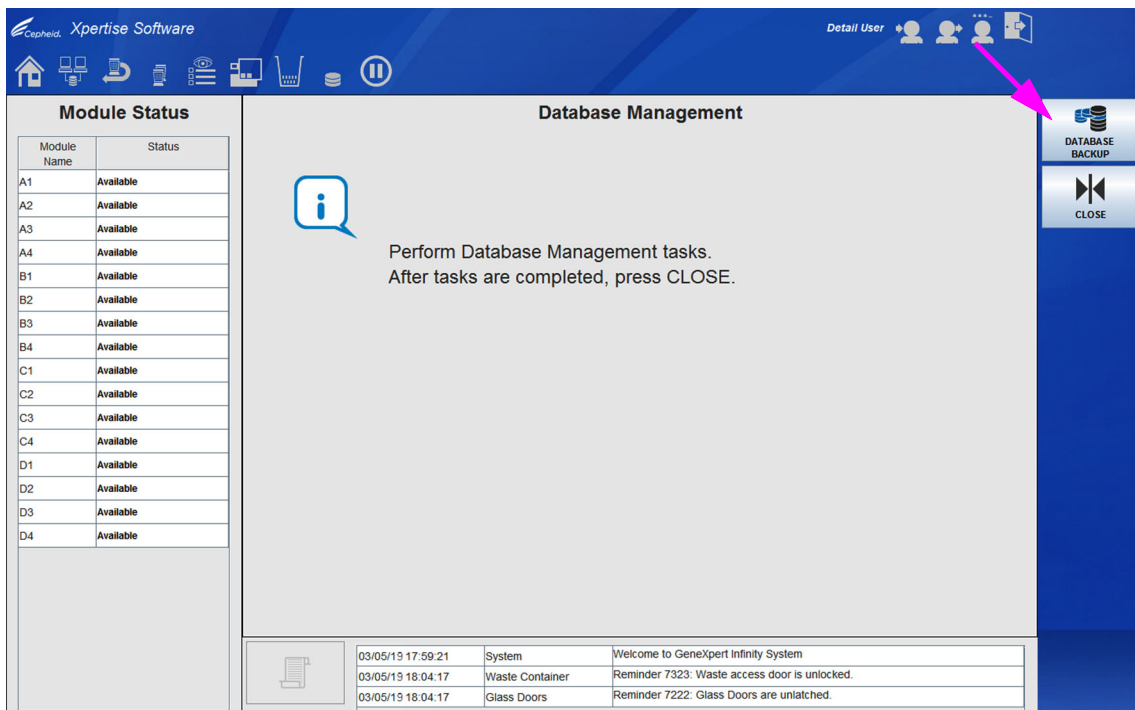 Cepheid. Xpertise Software
Detail User
Module Status
Database Management
Module Name Status
A1 Available
A2 Available
A3 Available
A4 Available
B1 Available
B2 Available
B3 Available
B4 Available
C1 Available
C2 Available
C3 Available
C4 Available
D1 Available
D2 Available
D3 Available
D4 Available
Perform Database Management tasks.
After tasks are completed, press CLOSE.
DATABASE
BACKUP
CLOSE
03/05/19 17:59:21 System Welcome to GeneXpert Infinity System
03/05/19 18:04:17 Waste Container Reminder 7323: Waste access door is unlocked.
03/05/19 18:04:17 Glass Doors Reminder 7222: Glass Doors are unlatched.